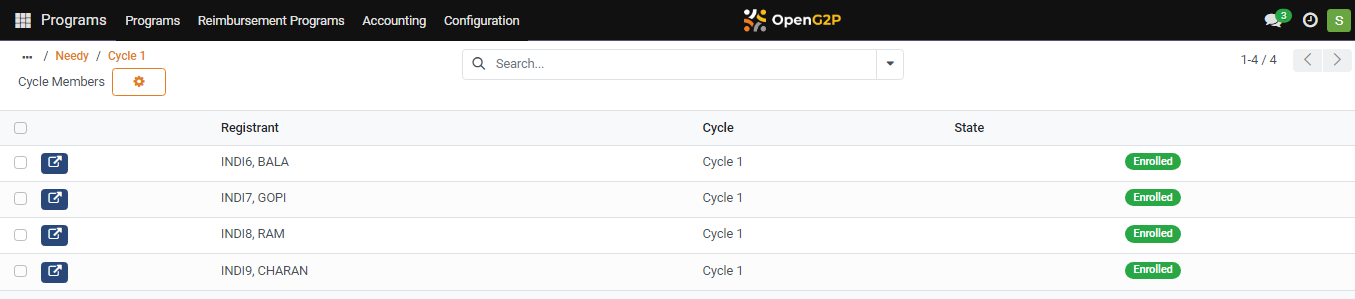 Programs Programs Reimbursement Programs Accounting Configuration OpenG2P 3 S
... / Needy / Cycle 1 Search... 1-4 / 4
Cycle Members
Registrant Cycle State
INDI6, BALA Cycle 1 Enrolled
INDI7, GOPI Cycle 1 Enrolled
INDI8, RAM Cycle 1 Enrolled
INDI9, CHARAN Cycle 1 Enrolled